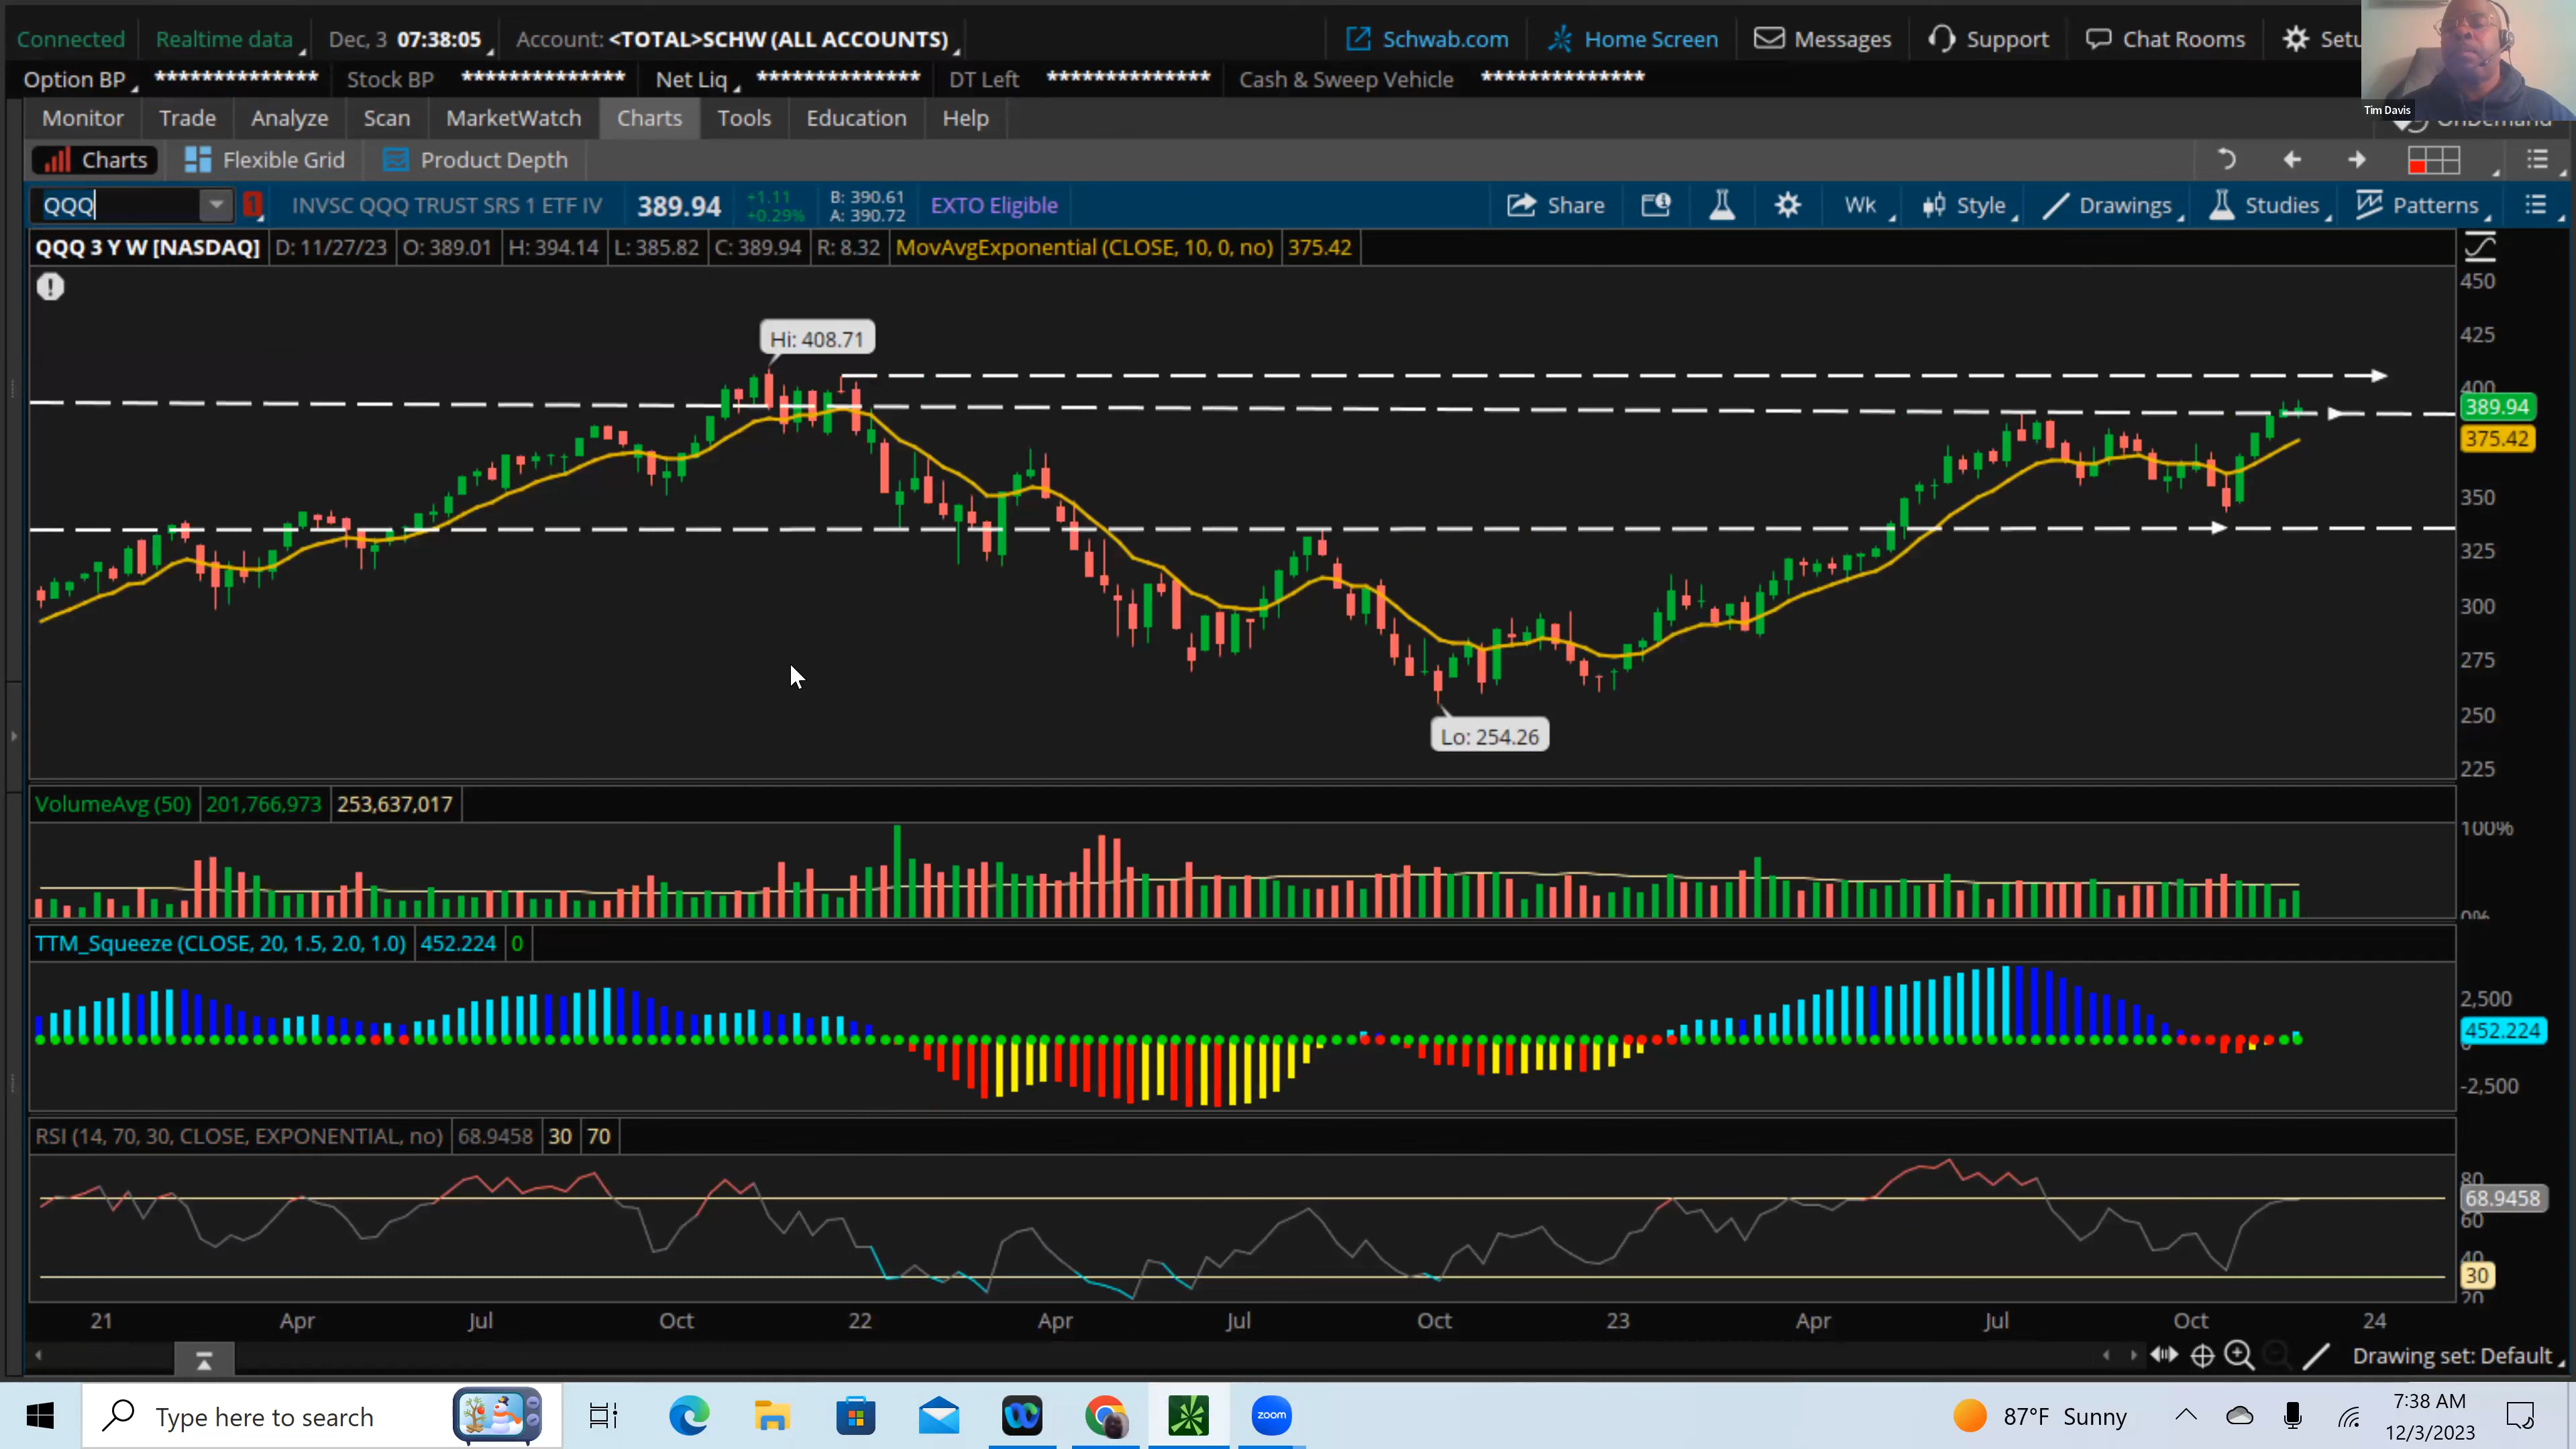 Connected Realtime data Dec, 3 07:38:05 Account: <TOTAL>SCHW (ALL ACCOUNTS) Schwab.com Home Screen Messages Support Chat Rooms Setu
Option BP ************** Stock BP ************** Net Liq ************** DT Left ************** Cash & Sweep Vehicle **************
Tim Davis
Monitor Trade Analyze Scan MarketWatch Charts Tools Education Help OnDemand
Charts Flexible Grid Product Depth
QQQ 1 INVSC QQQ TRUST SRS 1 ETF IV 389.94 +1.11 +0.29% B: 390.61 A: 390.72 EXTO Eligible Share Wk Style Drawings Studies Patterns
QQQ 3 Y W [NASDAQ] D: 11/27/23 O: 389.01 H: 394.14 L: 385.82 C: 389.94 R: 8.32 MovAvgExponential (CLOSE, 10, 0, no) 375.42
450
Hi: 408.71
425
400
389.94
375.42
350
325
300
275
250
Lo: 254.26
225
VolumeAvg (50) 201,766,973 253,637,017
100%
0%
TTM_Squeeze (CLOSE, 20, 1.5, 2.0, 1.0) 452.224 0
2,500
452.224
0
-2,500
RSI (14, 70, 30, CLOSE, EXPONENTIAL, no) 68.9458 30 70
80
68.9458
60
40
30
20
21 Apr Jul Oct 22 Apr Jul Oct 23 Apr Jul Oct 24
Drawing set: Default
Type here to search zoom 87°F Sunny 7:38 AM
12/3/2023